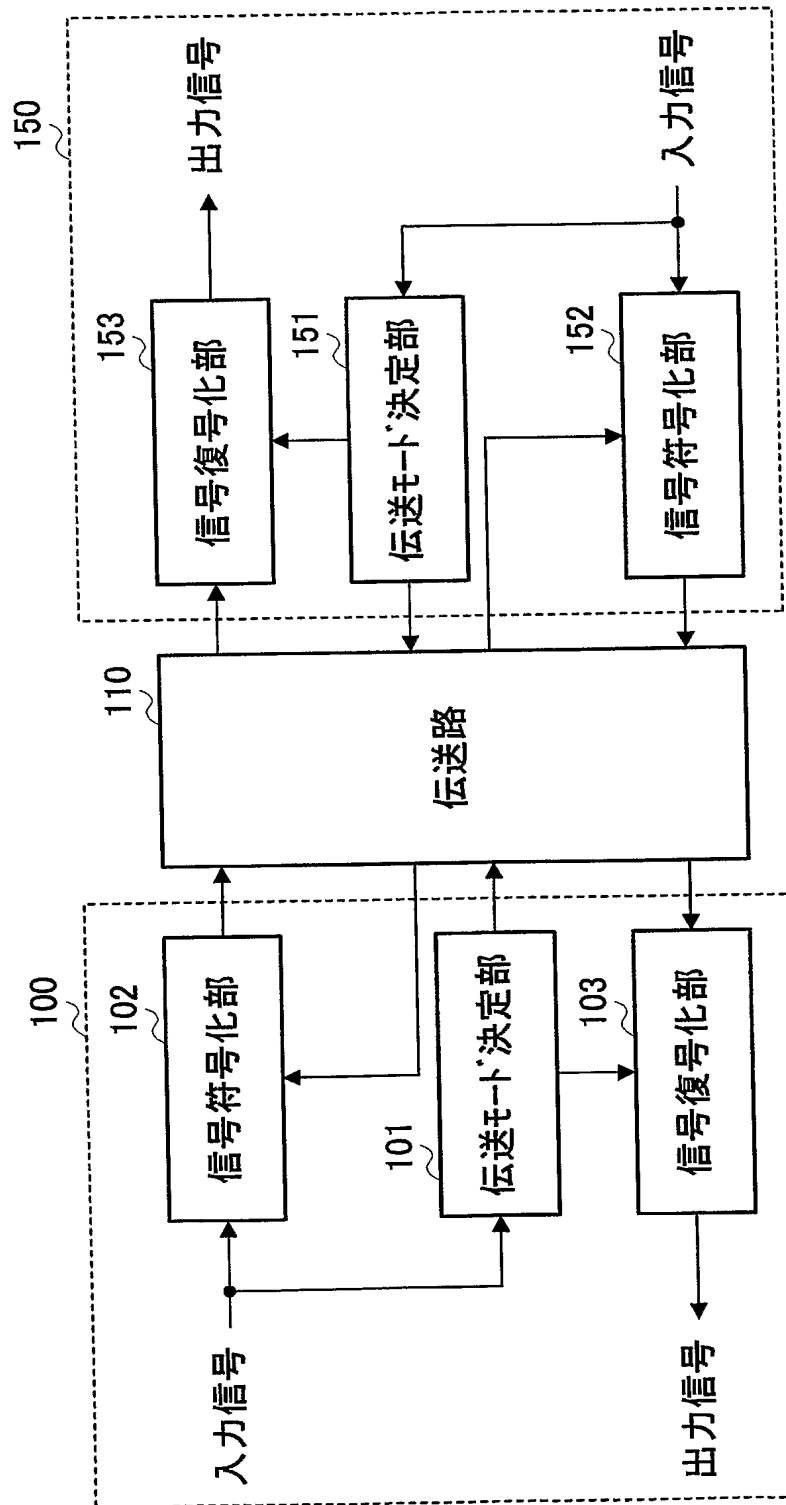 100
入力信号
102
信号符号化部
101
伝送モード決定部
103
信号復号化部
出力信号
110
伝送路
150
153
信号復号化部
出力信号
151
伝送モード決定部
152
信号符号化部
入力信号